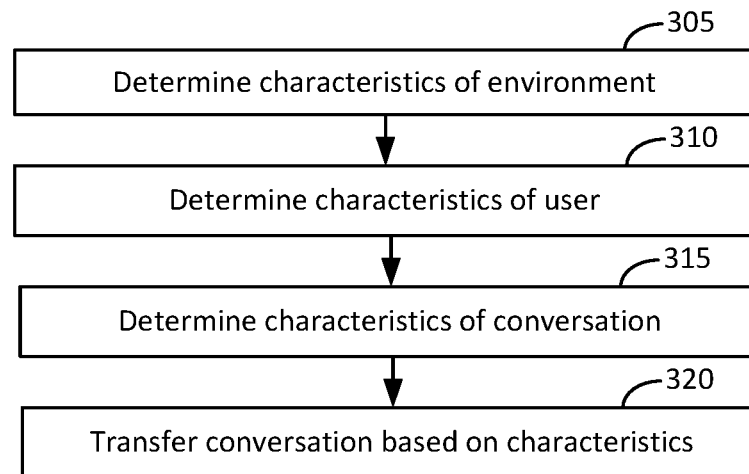 305
Determine characteristics of environment
310
Determine characteristics of user
315
Determine characteristics of conversation
320
Transfer conversation based on characteristics